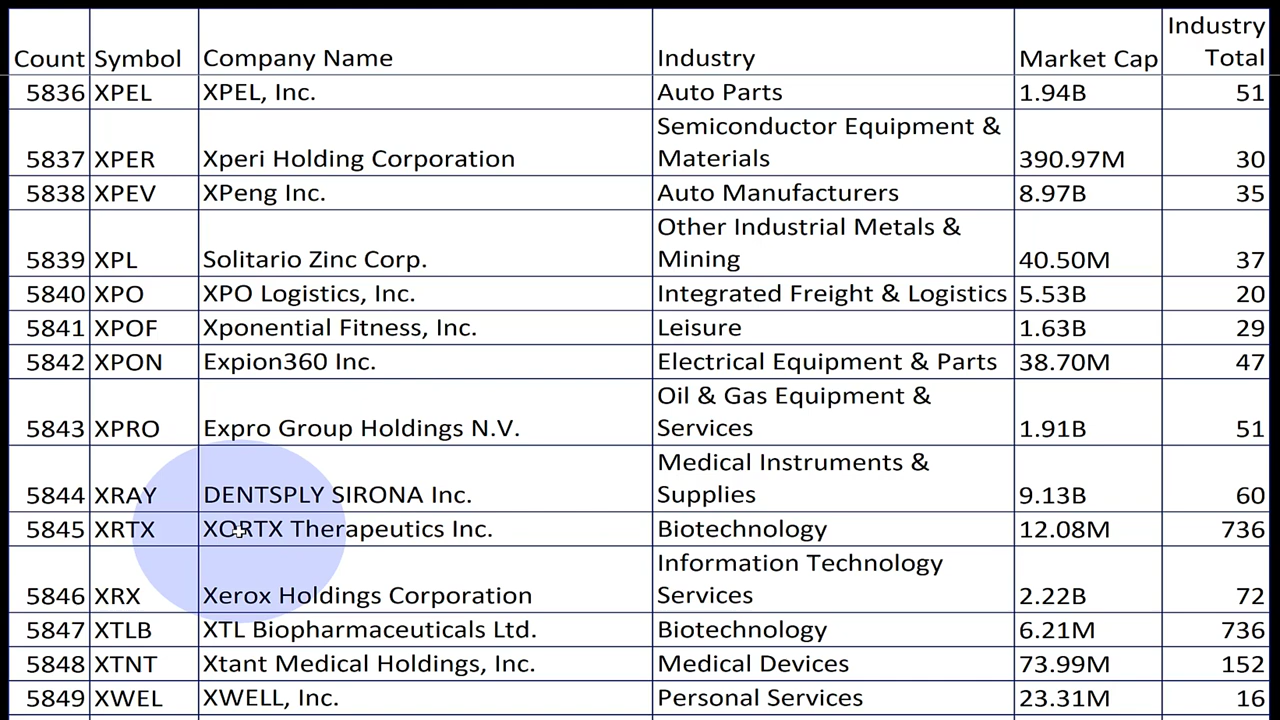 Count Symbol Company Name Industry Market Cap Industry Total
5836 XPEL XPEL, Inc. Auto Parts 1.94B 51
5837 XPER Xperi Holding Corporation Semiconductor Equipment & Materials 390.97M 30
5838 XPEV XPeng Inc. Auto Manufacturers 8.97B 35
5839 XPL Solitario Zinc Corp. Other Industrial Metals & Mining 40.50M 37
5840 XPO XPO Logistics, Inc. Integrated Freight & Logistics 5.53B 20
5841 XPOF Xponential Fitness, Inc. Leisure 1.63B 29
5842 XPON Expion360 Inc. Electrical Equipment & Parts 38.70M 47
5843 XPRO Expro Group Holdings N.V. Oil & Gas Equipment & Services 1.91B 51
5844 XRAY DENTSPLY SIRONA Inc. Medical Instruments & Supplies 9.13B 60
5845 XRTX XORTX Therapeutics Inc. Biotechnology 12.08M 736
5846 XRX Xerox Holdings Corporation Information Technology Services 2.22B 72
5847 XTLB XTL Biopharmaceuticals Ltd. Biotechnology 6.21M 736
5848 XTNT Xtant Medical Holdings, Inc. Medical Devices 73.99M 152
5849 XWEL XWELL, Inc. Personal Services 23.31M 16